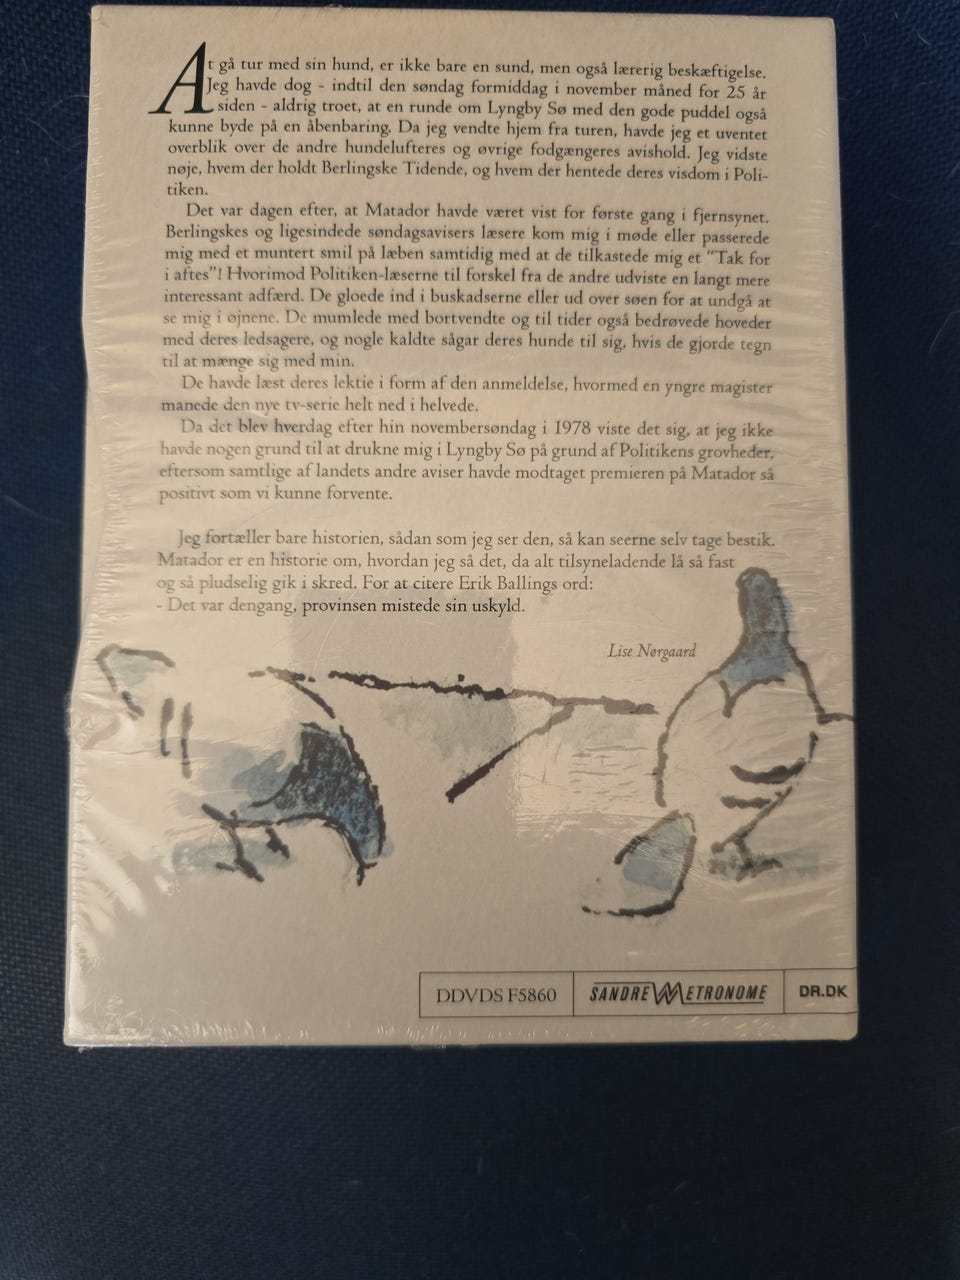 At gå tur med sin hund, er ikke bare en sund, men også lærerig beskæftigelse.
Jeg havde dog - indtil den søndag formiddag i november måned for 25 år
siden - aldrig troet, at en runde om Lyngby Sø med den gode puddel også
kunne byde på en åbenbaring. Da jeg vendte hjem fra turen, havde jeg et uventet
overblik over de andre hundelufteres og øvrige fodgængeres avishold. Jeg vidste
nøje, hvem der holdt Berlingske Tidende, og hvem der hentede deres visdom i Poli-
tiken.
Det var dagen efter, at Matador havde været vist for første gang i fjernsynet.
Berlingskes og ligesindede søndagsavisers læsere kom mig i møde eller passerede
mig med et muntert smil på læben samtidig med at de tilkastede mig et "Tak for
i aftes"! Hvorimod Politiken-læserne til forskel fra de andre udviste en langt mere
interessant adfærd. De gloede ind i buskadserne eller ud over søen for at undgå at
se mig i øjnene. De mumlede med bortvendte og til tider også bedrøvede hoveder
med deres ledsagere, og nogle kaldte sågar deres hunde til sig, hvis de gjorde tegn
til at mænge sig med min.
De havde læst deres lektie i form af den anmeldelse, hvormed en yngre magister
manede den nye tv-serie helt ned i helvede.
Da det blev hverdag efter hin novembersøndag i 1978 viste det sig, at jeg ikke
havde nogen grund til at drukne mig i Lyngby Sø på grund af Politikens grovheder,
eftersom samtlige af landets andre aviser havde modtaget premieren på Matador så
positivt som vi kunne forvente.
Jeg fortæller bare historien, sådan som jeg ser den, så kan seerne selv tage bestik.
Matador er en historie om, hvordan jeg så det, da alt tilsyneladende lå så fast
og så pludselig gik i skred. For at citere Erik Ballings ord:
- Det var dengang, provinsen mistede sin uskyld.
Lise Nørgaard
DDVDS F5860
SANDREW METRONOME
DR.DK